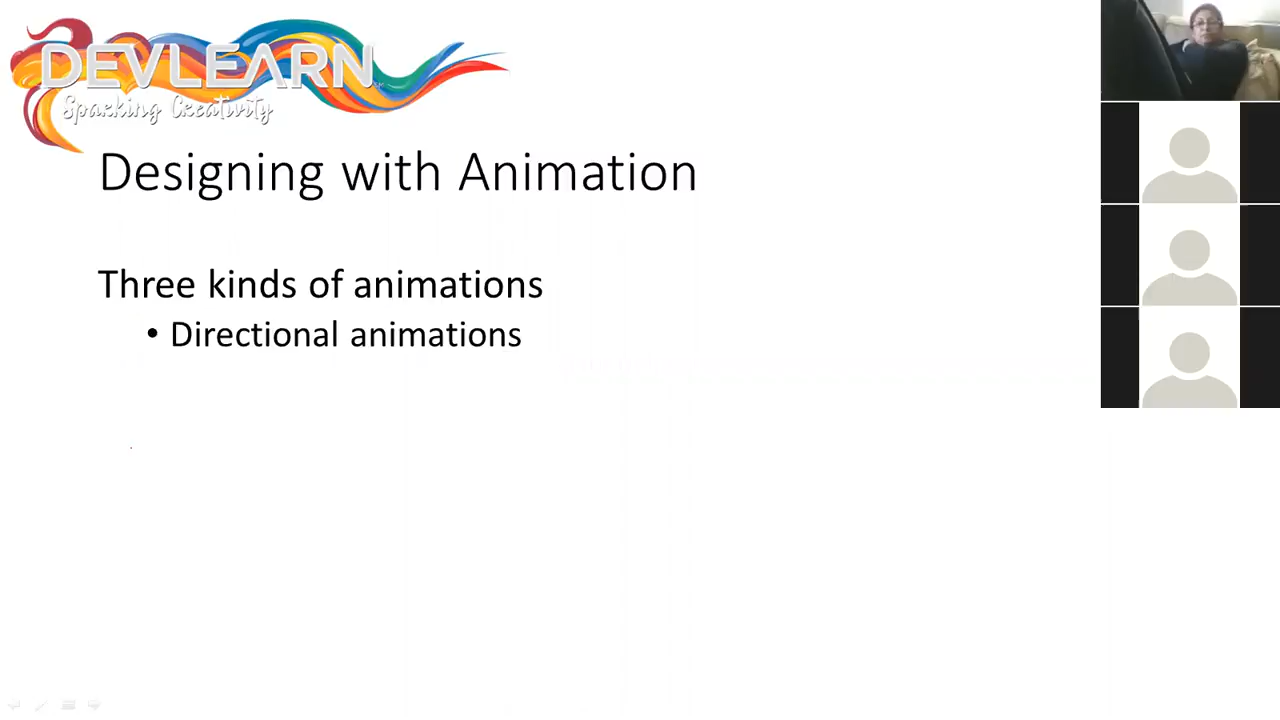 DEVLEARN
Sparking Creativity
Designing with Animation
Three kinds of animations
• Directional animations